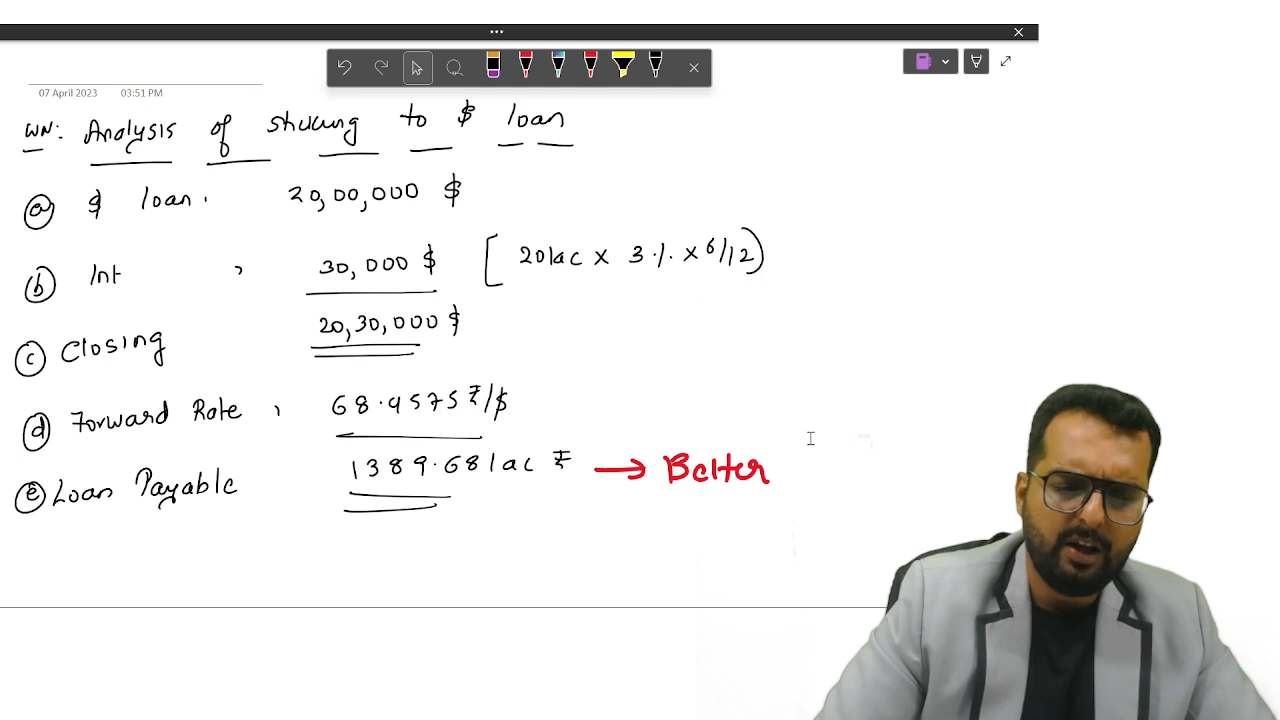 07 April 2023 03:51 PM
WN: Analysis of sticking to $ loan
(a) $ loan. 20,00,000 $
(b) Int , 30,000 $ [ 20lac x 3% x 6/12)
(c) Closing 20,30,000 $
(d) Forward Rate , 68.4575 ₹/$
(e) Loan Payable 1389.68 lac ₹ → Better